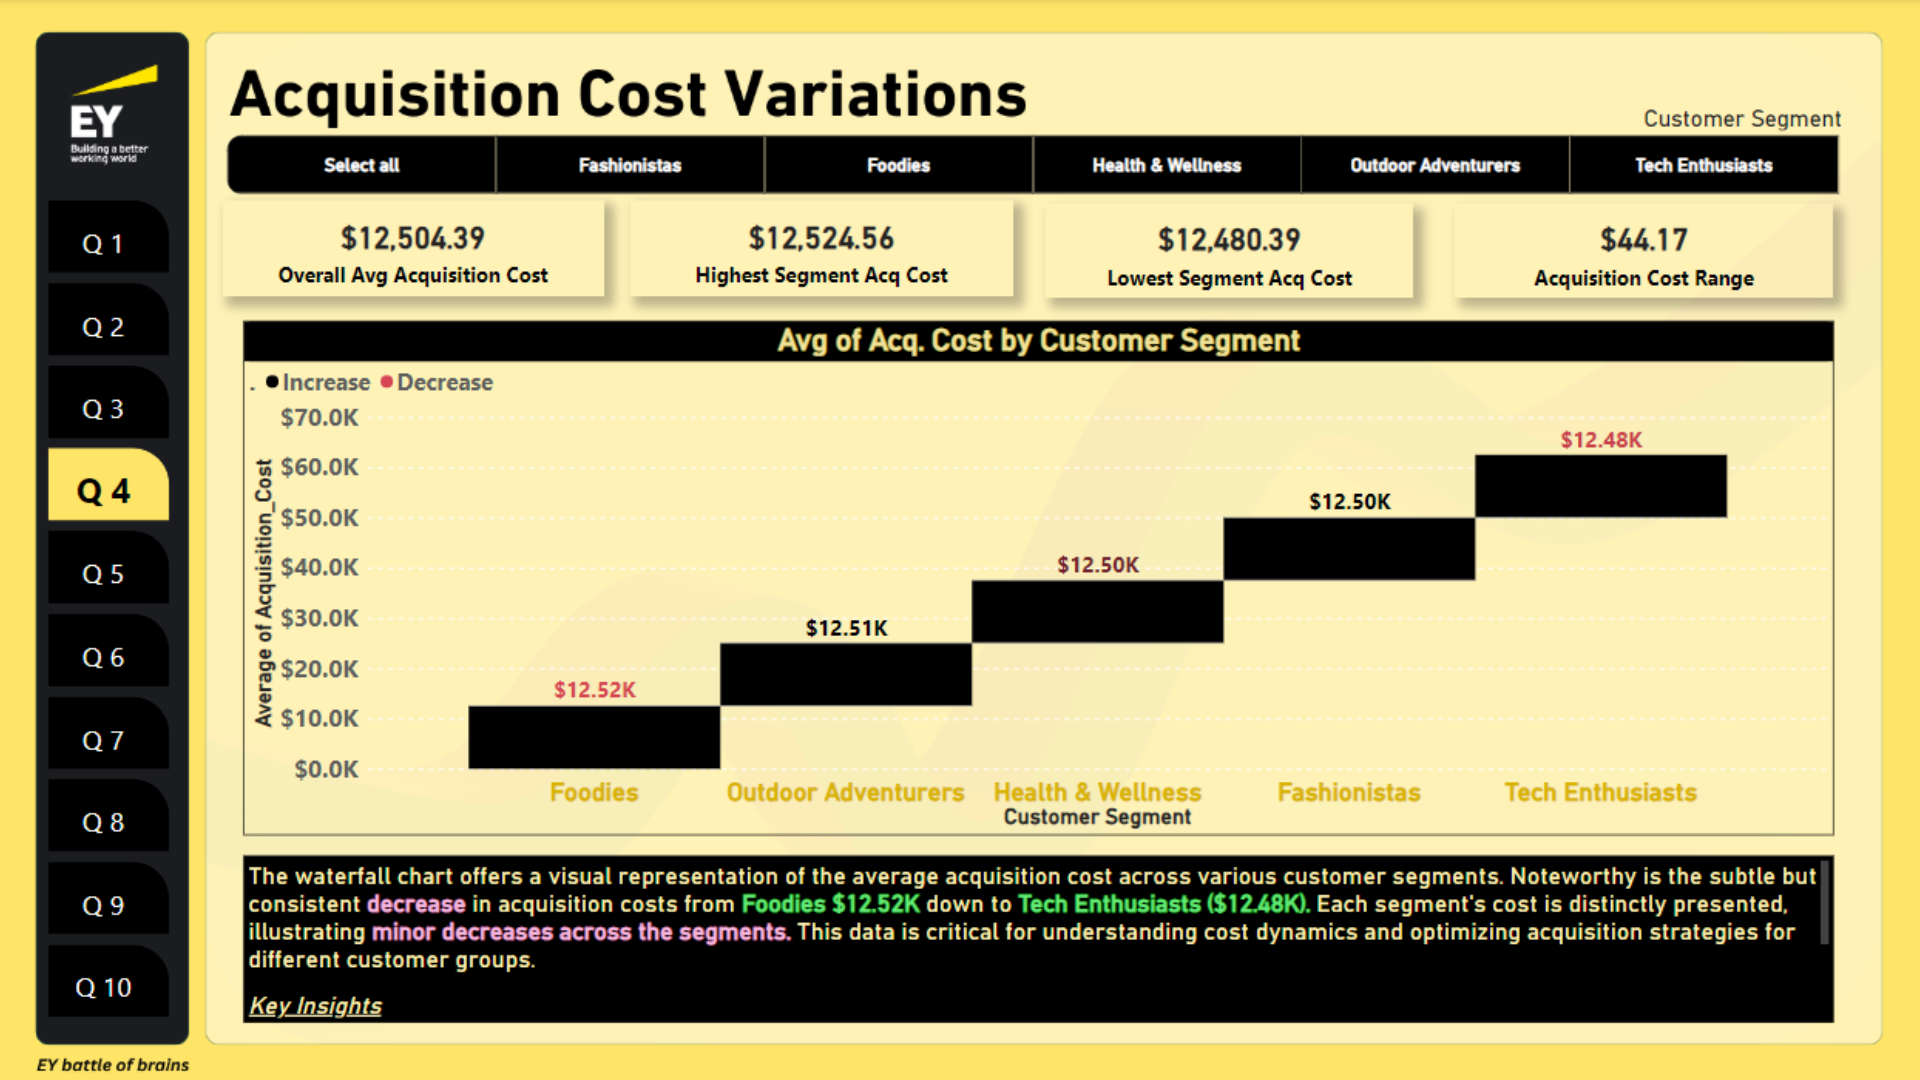 EY
Building a better
working world
Q 1
Q 2
Q 3
Q 4
Q 5
Q 6
Q 7
Q 8
Q 9
Q 10
EY battle of brains
Acquisition Cost Variations
Customer Segment
Select all Fashionistas Foodies Health & Wellness Outdoor Adventurers Tech Enthusiasts
$12,504.39
Overall Avg Acquisition Cost
$12,524.56
Highest Segment Acq Cost
$12,480.39
Lowest Segment Acq Cost
$44.17
Acquisition Cost Range
Avg of Acq. Cost by Customer Segment
. Increase Decrease
Average of Acquisition_Cost
$70.0K
$60.0K
$50.0K
$40.0K
$30.0K
$20.0K
$10.0K
$0.0K
$12.52K
$12.51K
$12.50K
$12.50K
$12.48K
Foodies Outdoor Adventurers Health & Wellness Fashionistas Tech Enthusiasts
Customer Segment
The waterfall chart offers a visual representation of the average acquisition cost across various customer segments. Noteworthy is the subtle but
consistent decrease in acquisition costs from Foodies $12.52K down to Tech Enthusiasts ($12.48K). Each segment's cost is distinctly presented,
illustrating minor decreases across the segments. This data is critical for understanding cost dynamics and optimizing acquisition strategies for
different customer groups.
Key Insights